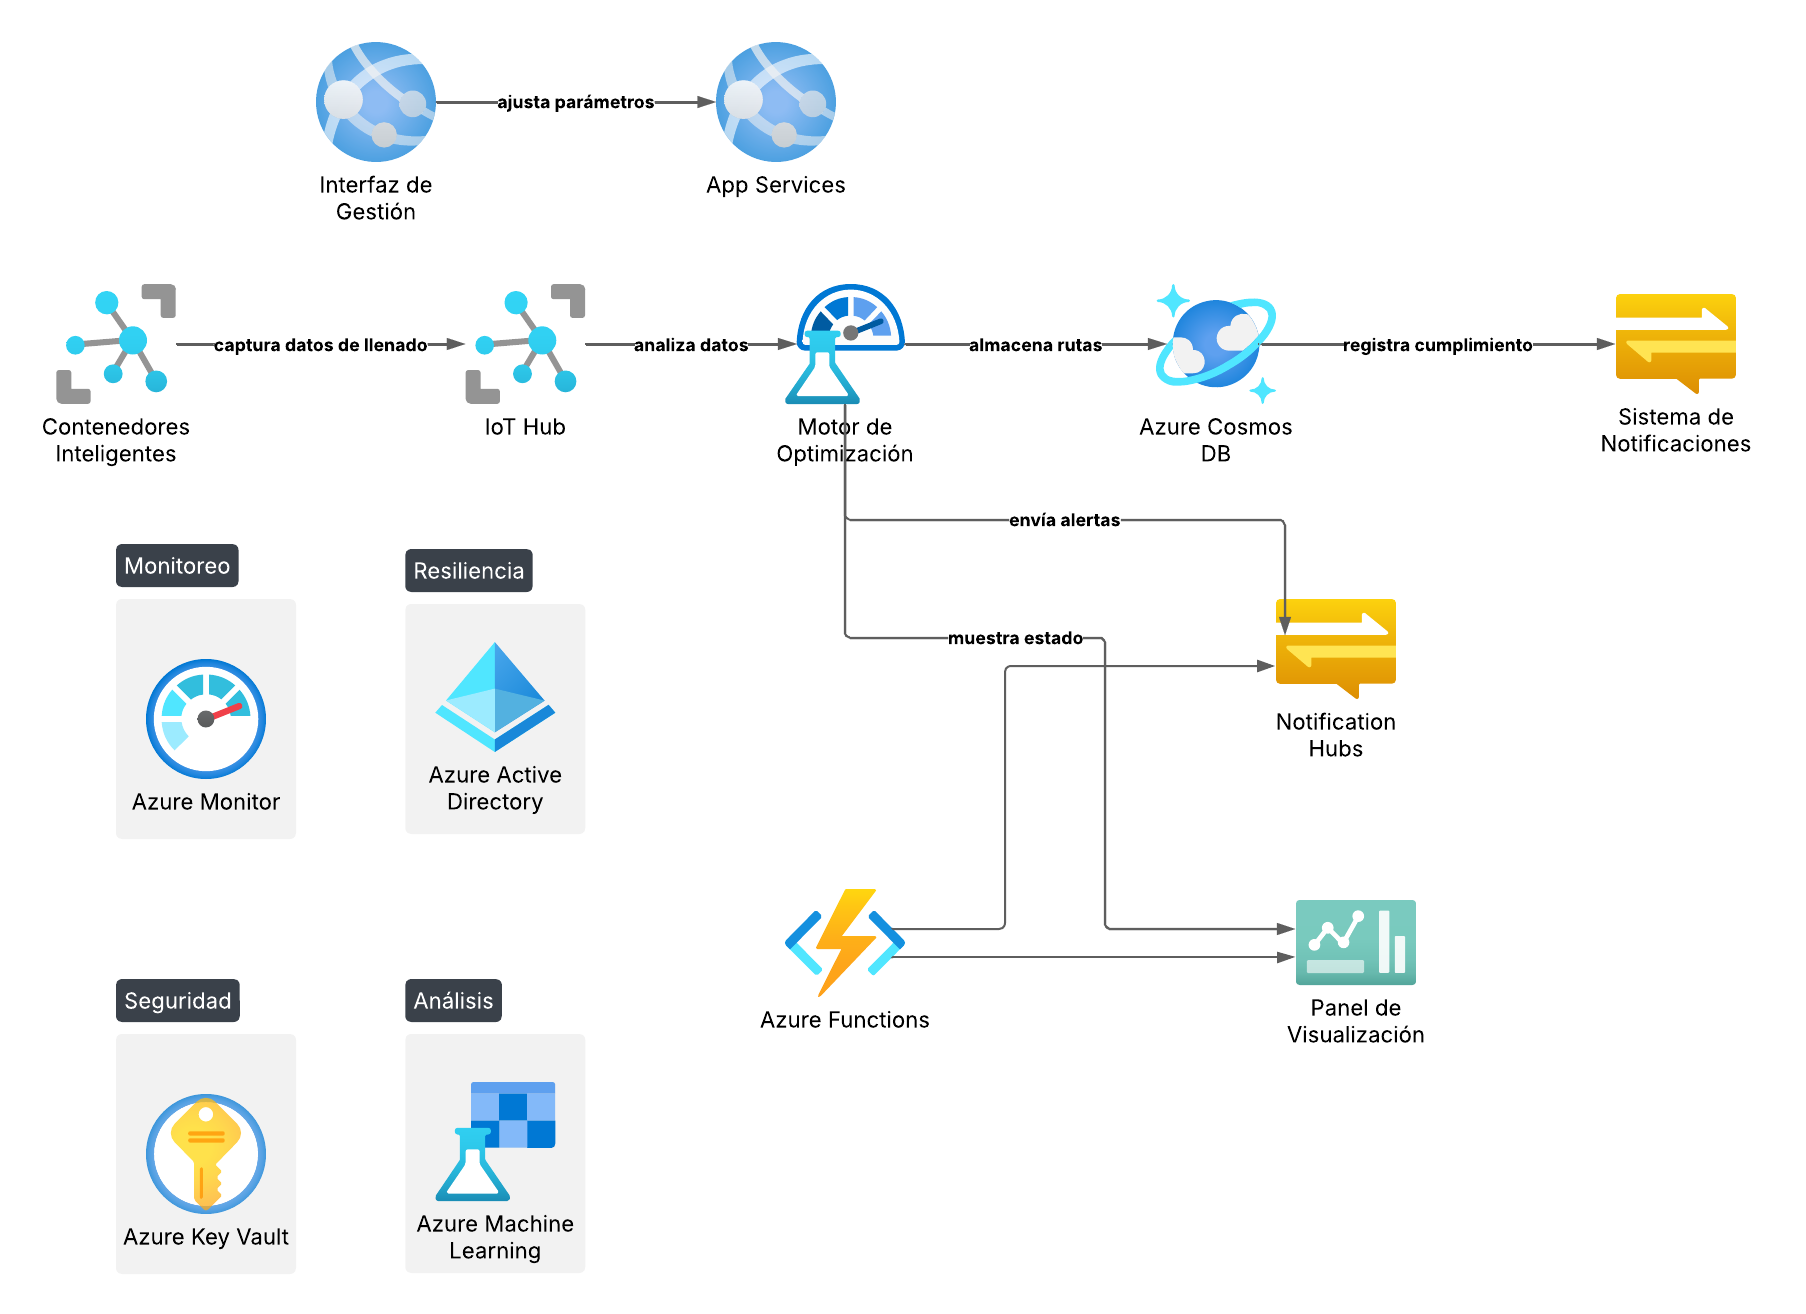 ajusta parámetros
Interfaz de
Gestión
App Services
captura datos de llenado
analiza datos
almacena rutas
registra cumplimiento
Contenedores
Inteligentes
IoT Hub
Motor de
Optimización
Azure Cosmos
DB
Sistema de
Notificaciones
envía alertas
Monitoreo
Resiliencia
muestra estado
Notification
Hubs
Azure Monitor
Azure Active
Directory
Seguridad
Análisis
Azure Functions
Panel de
Visualización
Azure Key Vault
Azure Machine
Learning